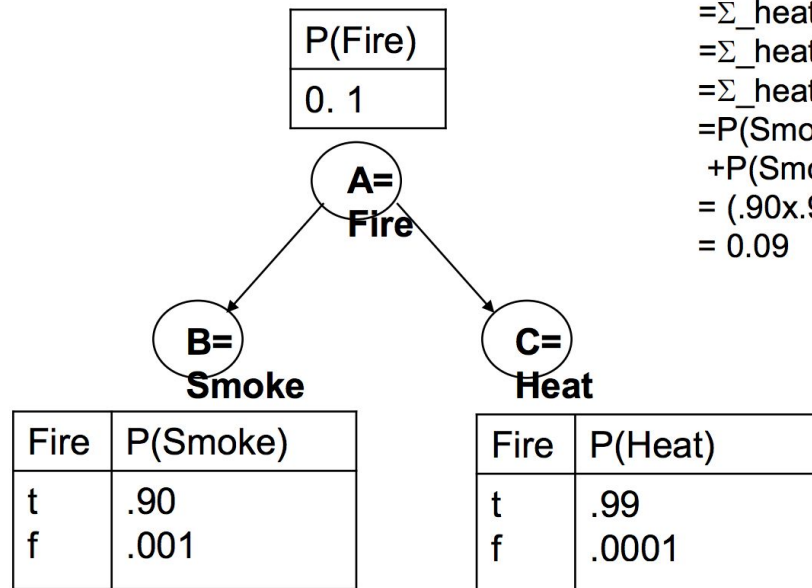 P(Fire)
0. 1
A=
Fire
B=
Smoke
C=
Heat
Fire P(Smoke)
t .90
f .001
Fire P(Heat)
t .99
f .0001
=Σ_heat
=Σ_heat
=Σ_heat
=P(Smo
+P(Smo
= (.90x.9
= 0.09